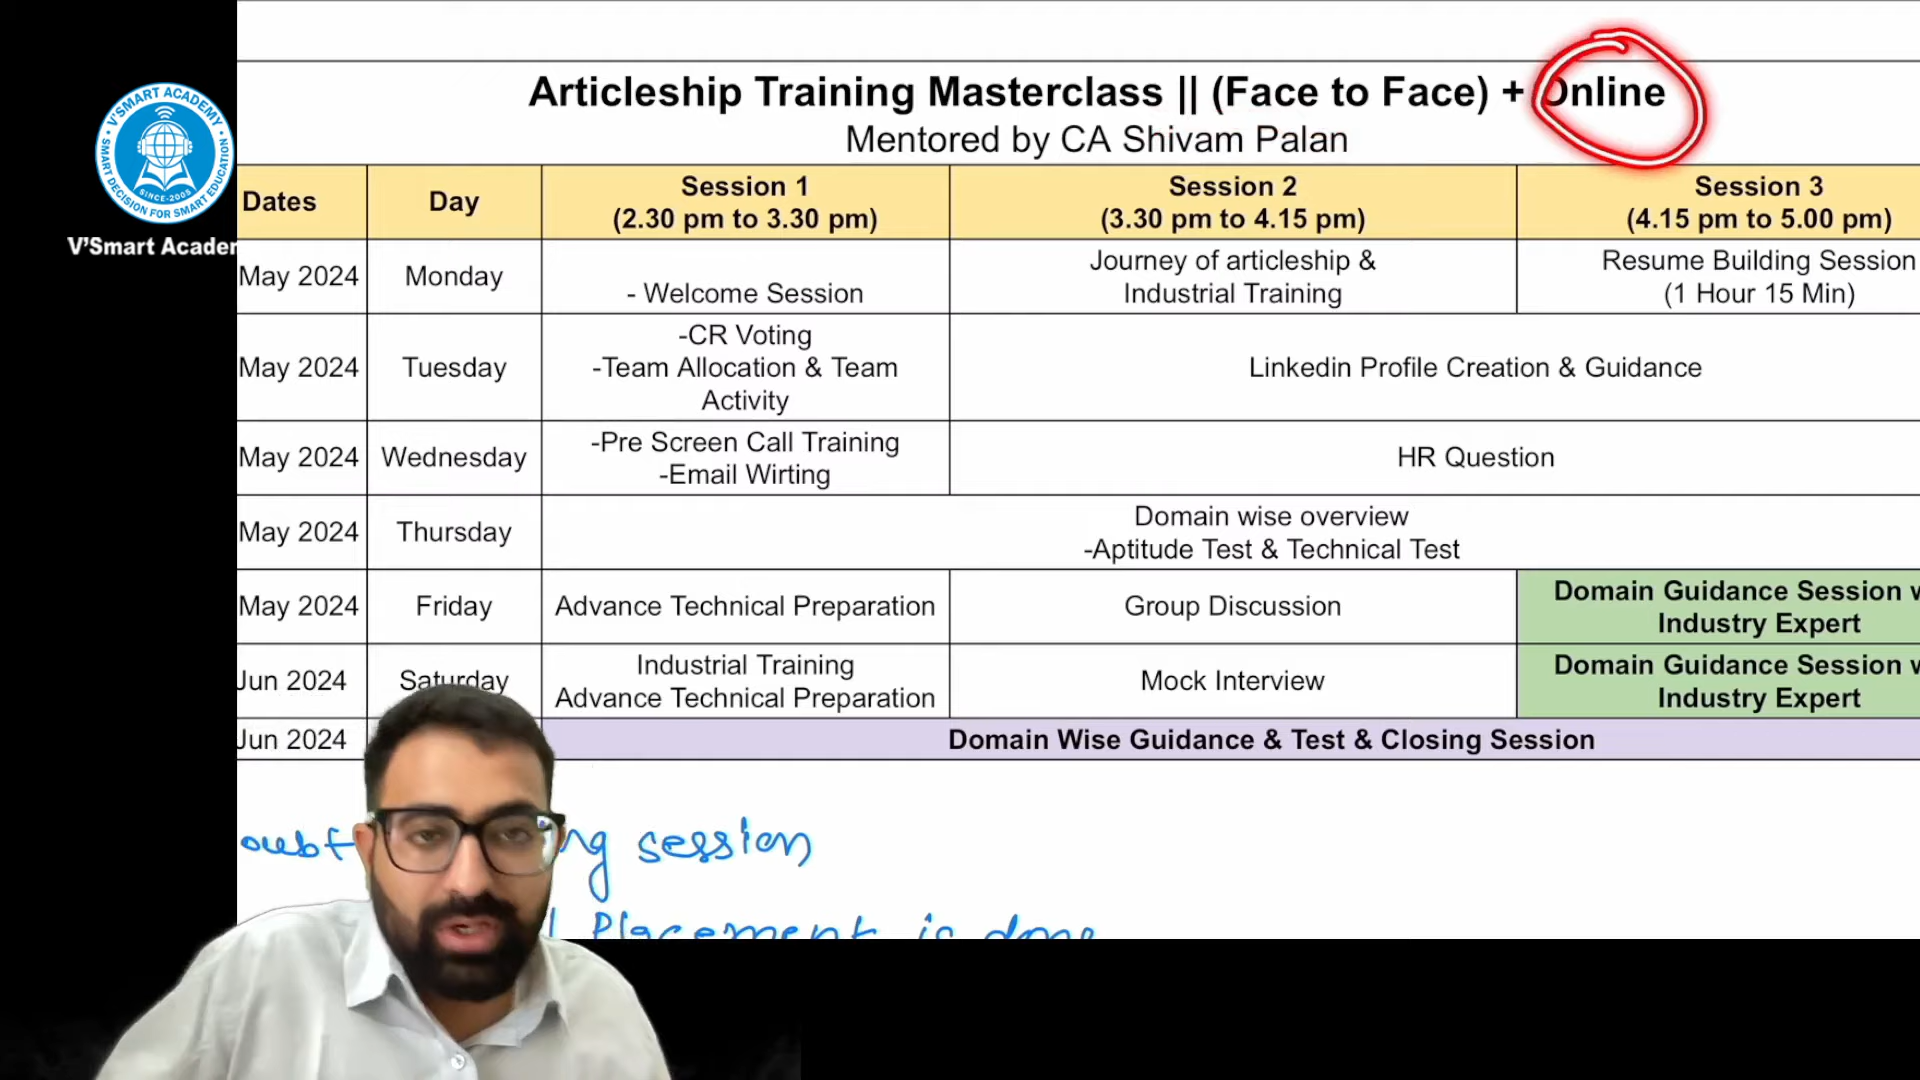 Articleship Training Masterclass || (Face to Face) + Online
Mentored by CA Shivam Palan
V'SMART ACADEMY
SINCE-2005
SMART DECISION FOR SMART EDUCATION
V'Smart Academ
Dates Day Session 1 Session 2 Session 3
(2.30 pm to 3.30 pm) (3.30 pm to 4.15 pm) (4.15 pm to 5.00 pm)
May 2024 Monday - Welcome Session Journey of articleship & Resume Building Session
Industrial Training (1 Hour 15 Min)
May 2024 Tuesday -CR Voting
-Team Allocation & Team
Activity
Linkedin Profile Creation & Guidance
May 2024 Wednesday -Pre Screen Call Training
-Email Wirting
HR Question
May 2024 Thursday Domain wise overview
-Aptitude Test & Technical Test
May 2024 Friday Advance Technical Preparation Group Discussion Domain Guidance Session
Industry Expert
Jun 2024 Saturday Industrial Training
Advance Technical Preparation
Mock Interview Domain Guidance Session
Industry Expert
Jun 2024 Domain Wise Guidance & Test & Closing Session
session
Placement is done